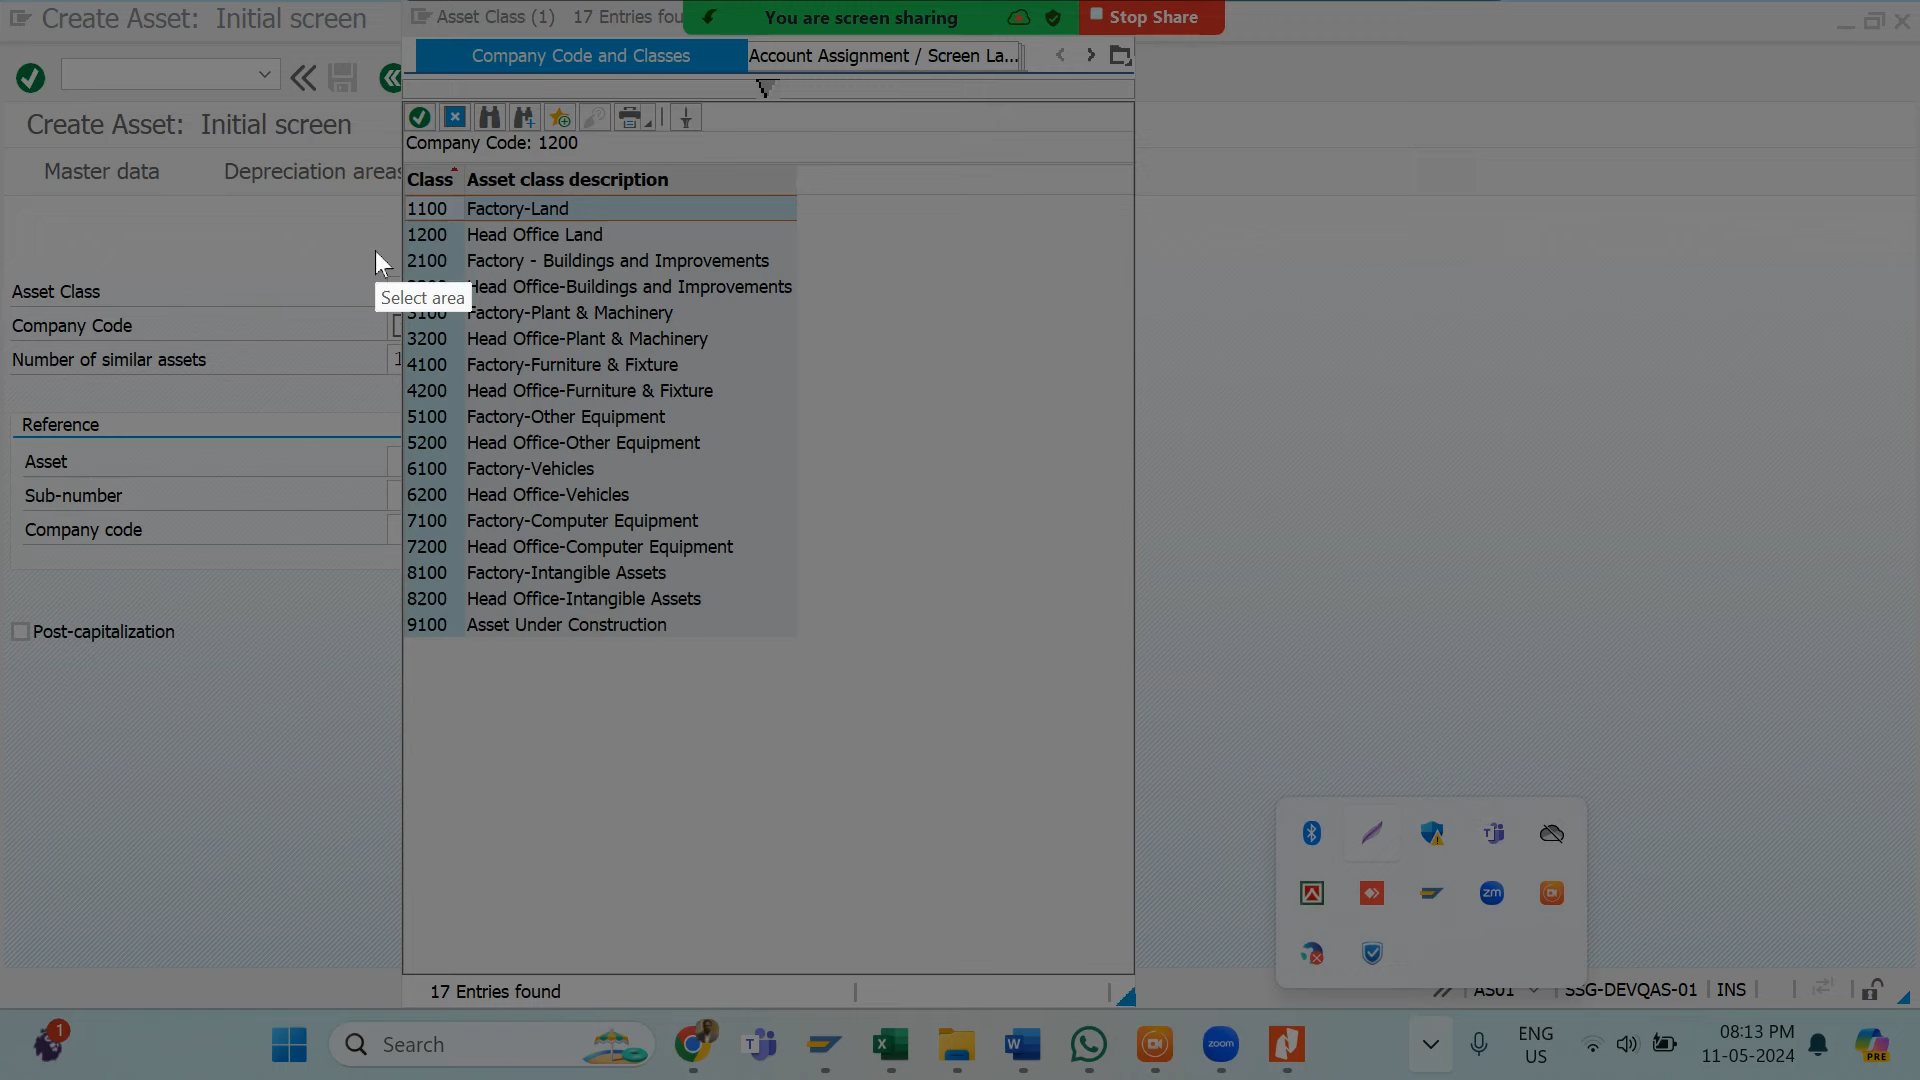 Create Asset: Initial screen
Asset Class (1) 17 Entries fou
You are screen sharing
Stop Share
Company Code and Classes
Account Assignment / Screen La...
Create Asset: Initial screen
Master data
Depreciation areas
Company Code: 1200
Class Asset class description
1100 Factory-Land
1200 Head Office Land
2100 Factory - Buildings and Improvements
Head Office-Buildings and Improvements
3100 Factory-Plant & Machinery
3200 Head Office-Plant & Machinery
4100 Factory-Furniture & Fixture
4200 Head Office-Furniture & Fixture
5100 Factory-Other Equipment
5200 Head Office-Other Equipment
6100 Factory-Vehicles
6200 Head Office-Vehicles
7100 Factory-Computer Equipment
7200 Head Office-Computer Equipment
8100 Factory-Intangible Assets
8200 Head Office-Intangible Assets
9100 Asset Under Construction
Select area
Asset Class
Company Code
Number of similar assets 1
Reference
Asset
Sub-number
Company code
Post-capitalization
17 Entries found
zm
AS01
SSG-DEVQAS-01
INS
1
Search
zoom
ENG
US
08:13 PM
11-05-2024
PRE